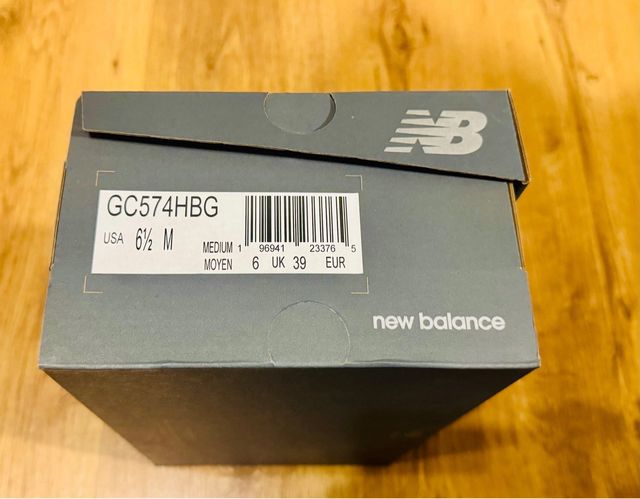 NB
GC574HBG
USA 6½ M
MEDIUM 1 96941 23376 5
MOYEN 6 UK 39 EUR
new balance